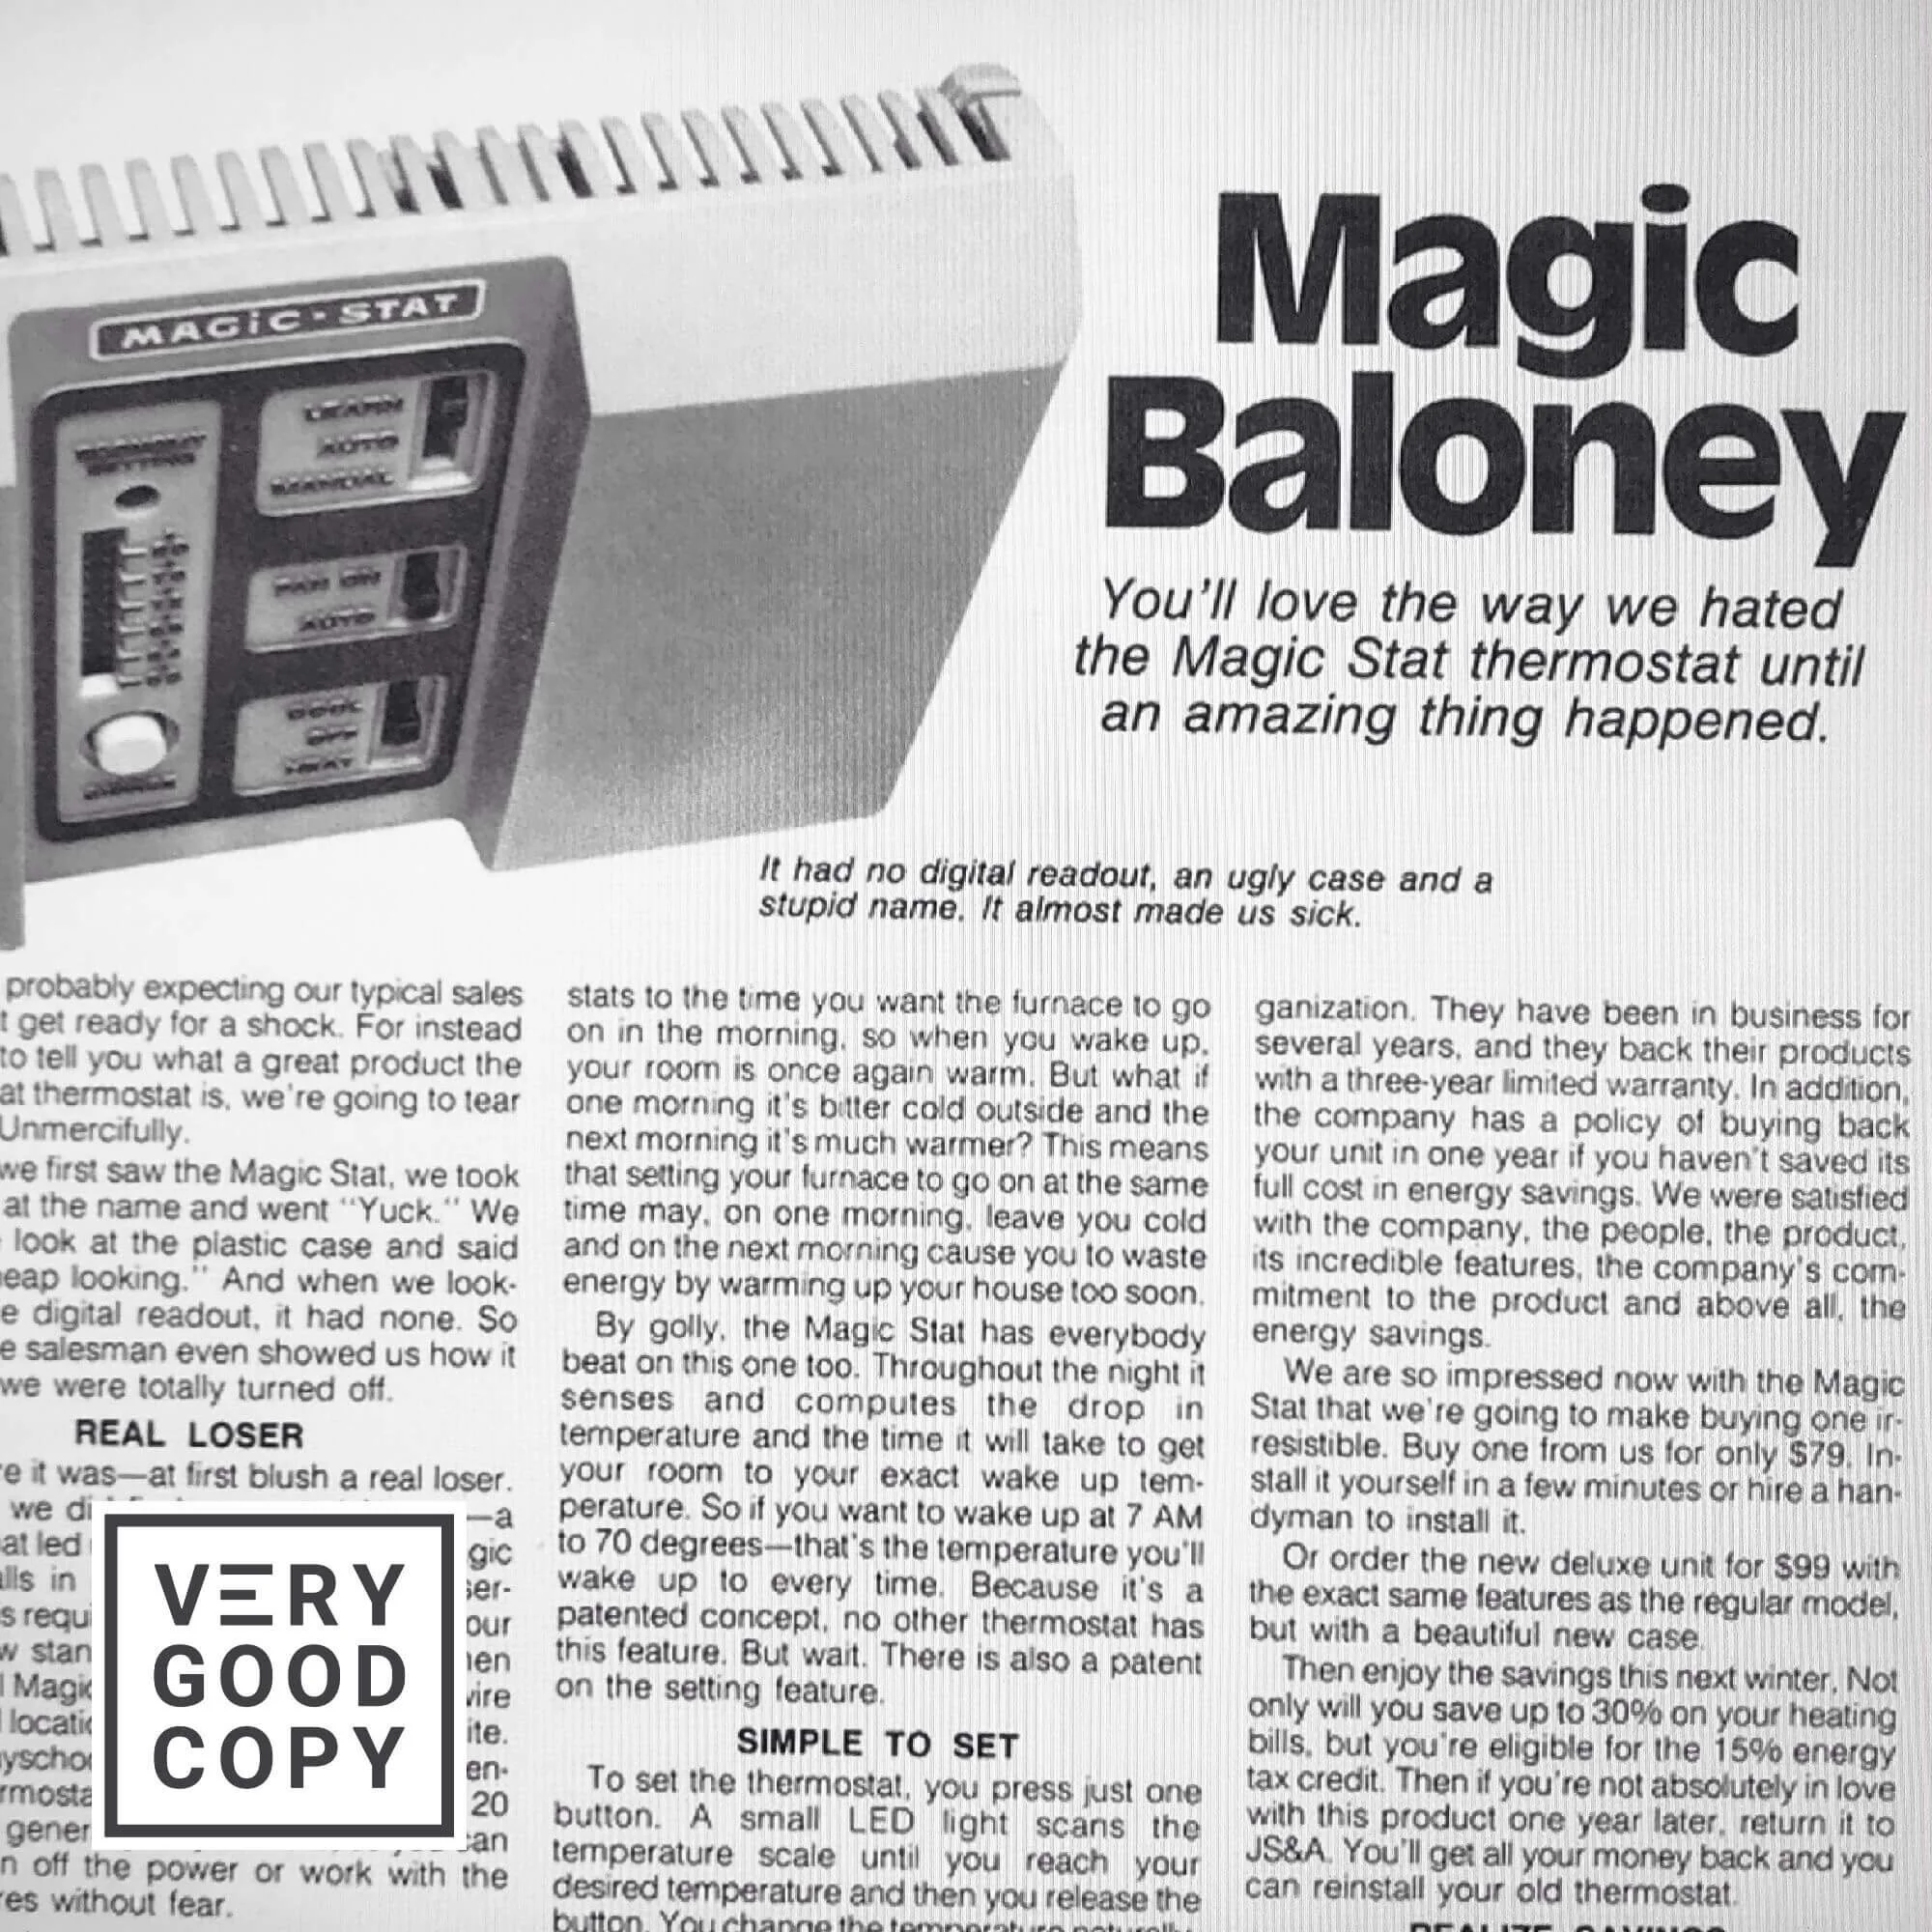 MAGIC-STAT
LEARN
AUTO
MANUAL
FAN ON
AUTO
COOL
OFF
HEAT
Magic
Baloney
You'll love the way we hated
the Magic Stat thermostat until
an amazing thing happened.
It had no digital readout, an ugly case and a
stupid name. It almost made us sick.
probably expecting our typical sales
t get ready for a shock. For instead
to tell you what a great product the
at thermostat is, we're going to tear
Unmercifully.
we first saw the Magic Stat, we took
at the name and went "Yuck." We
look at the plastic case and said
eap looking." And when we look-
e digital readout, it had none. So
e salesman even showed us how it
we were totally turned off.
REAL LOSER
e it was—at first blush a real loser.
we di
—a
at led
gic
lls in
ser-
s requi
our
w stan
en
l Magic
ire
locatio
ite.
yscho
en-
rmosta
20
gener
can
n off the power or work with the
es without fear.
VERY
GOOD
COPY
stats to the time you want the furnace to go
on in the morning, so when you wake up,
your room is once again warm. But what if
one morning it's bitter cold outside and the
next morning it's much warmer? This means
that setting your furnace to go on at the same
time may, on one morning, leave you cold
and on the next morning cause you to waste
energy by warming up your house too soon.
By golly, the Magic Stat has everybody
beat on this one too. Throughout the night it
senses and computes the drop in
temperature and the time it will take to get
your room to your exact wake up tem-
perature. So if you want to wake up at 7 AM
to 70 degrees—that's the temperature you'll
wake up to every time. Because it's a
patented concept, no other thermostat has
this feature. But wait. There is also a patent
on the setting feature.
SIMPLE TO SET
To set the thermostat, you press just one
button. A small LED light scans the
temperature scale until you reach your
desired temperature and then you release the
button. You change the temperature naturally,
ganization. They have been in business for
several years, and they back their products
with a three-year limited warranty. In addition,
the company has a policy of buying back
your unit in one year if you haven't saved its
full cost in energy savings. We were satisfied
with the company, the people, the product,
its incredible features, the company's com-
mitment to the product and above all, the
energy savings.
We are so impressed now with the Magic
Stat that we're going to make buying one ir-
resistible. Buy one from us for only $79. In-
stall it yourself in a few minutes or hire a han-
dyman to install it.
Or order the new deluxe unit for $99 with
the exact same features as the regular model,
but with a beautiful new case.
Then enjoy the savings this next winter. Not
only will you save up to 30% on your heating
bills, but you're eligible for the 15% energy
tax credit. Then if you're not absolutely in love
with this product one year later, return it to
JS&A. You'll get all your money back and you
can reinstall your old thermostat.
REALIZE SAVINGS